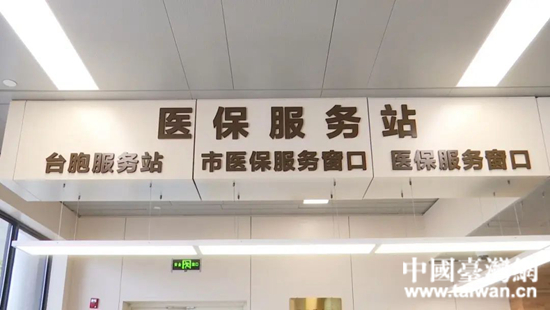 医保服务站
台胞服务站 市医保服务窗口 医保服务窗口
中國臺灣網
www.taiwan.cn